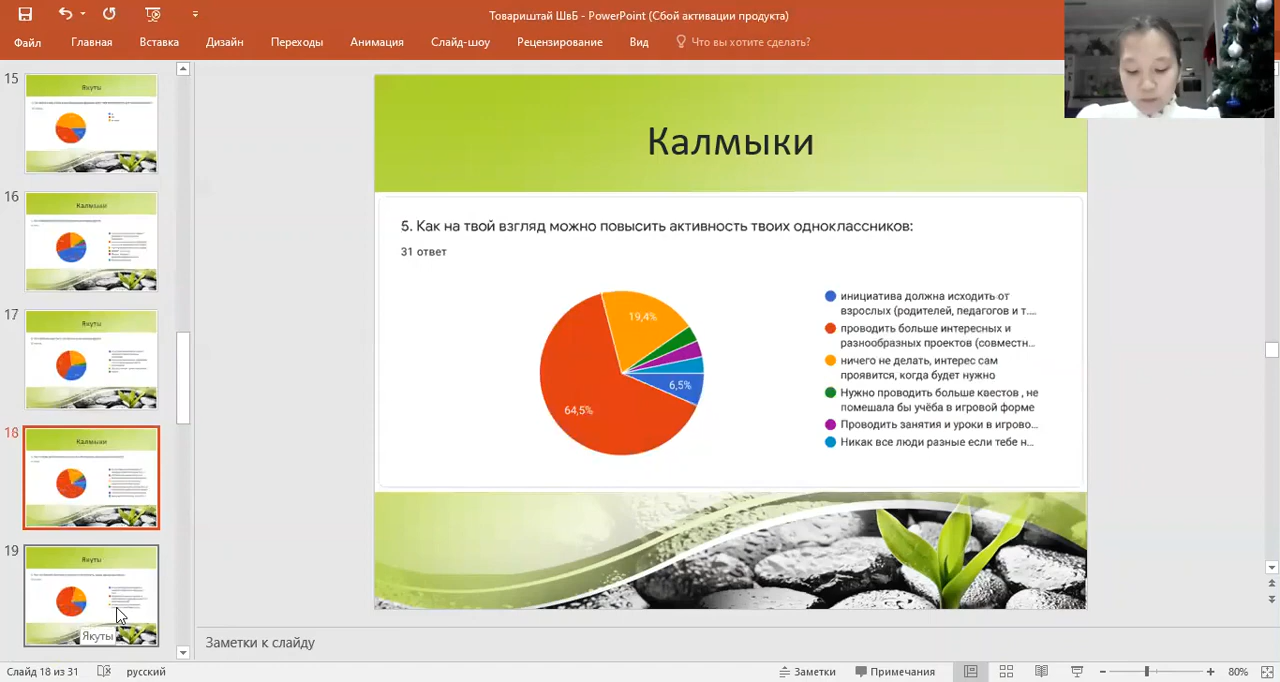 Товариштай ШвБ - PowerPoint (Сбой активации продукта)
Файл Главная Вставка Дизайн Переходы Анимация Слайд-шоу Рецензирование Вид Что вы хотите сделать?
15
Якуты
16
Калмыки
17
Якуты
18
Калмыки
19
Якуты
Якуты
Калмыки
5. Как на твой взгляд можно повысить активность твоих одноклассников:
31 ответ
19,4%
6,5%
64,5%
инициатива должна исходить от
взрослых (родителей, педагогов и т....
проводить больше интересных и
разнообразных проектов (совместн...
ничего не делать, интерес сам
проявится, когда будет нужно
Нужно проводить больше квестов , не
помешала бы учёба в игровой форме
Проводить занятия и уроки в игрово...
Никак все люди разные если тебе н...
Заметки к слайду
Слайд 18 из 31 русский Заметки Примечания 80%